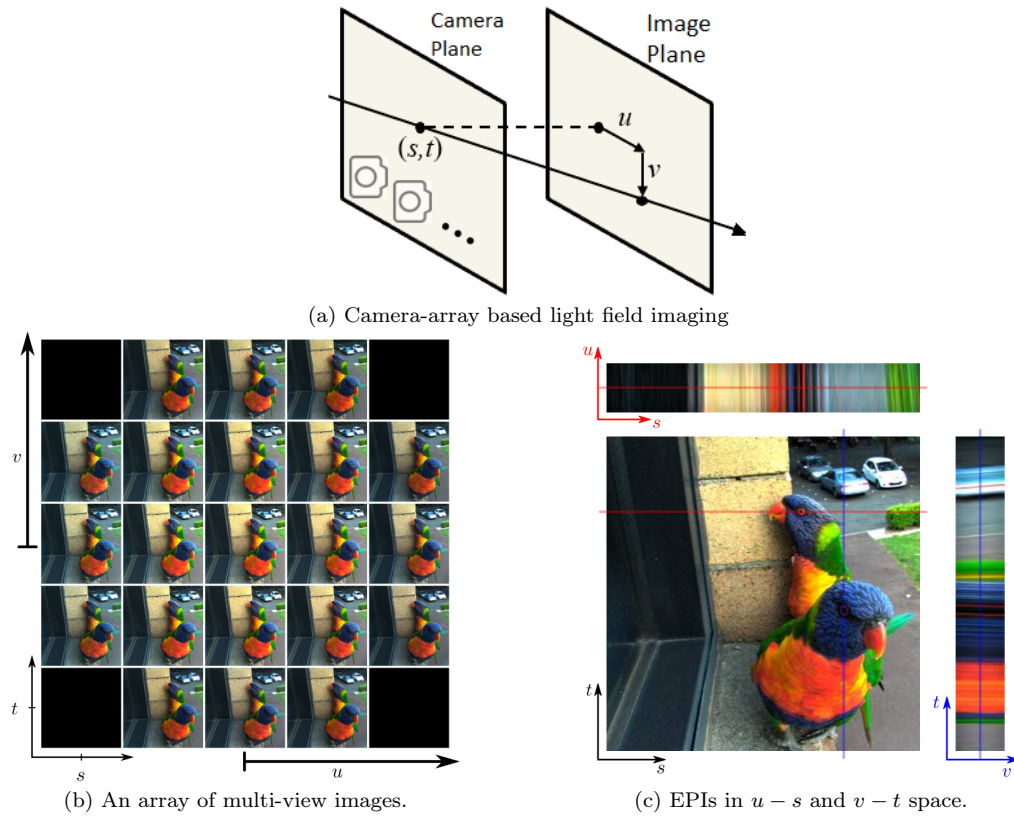 Camera
Plane
Image
Plane
u
(s,t)
v
(a) Camera-array based light field imaging
v
t
s
u
(b) An array of multi-view images.
u
s
t
s
t
v
(c) EPIs in u − s and v − t space.